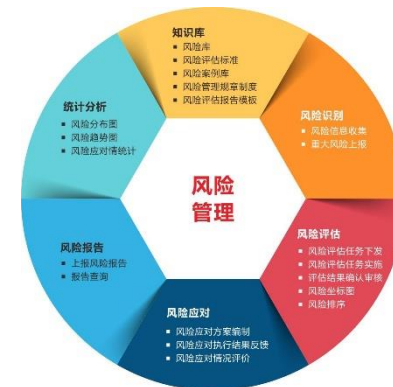 知识库
风险库
风险评估标准
风险案例库
风险管理规章制度
风险评估报告模板
风险识别
风险信息收集
重大风险上报
风险评估
风险评估任务下发
风险评估任务实施
评估结果确认审核
风险坐标图
风险排序
风险应对
风险应对方案编制
风险应对执行结果反馈
风险应对情况评价
风险报告
上报风险报告
报告查询
统计分析
风险分布图
风险趋势图
风险应对情统计
风险
管理